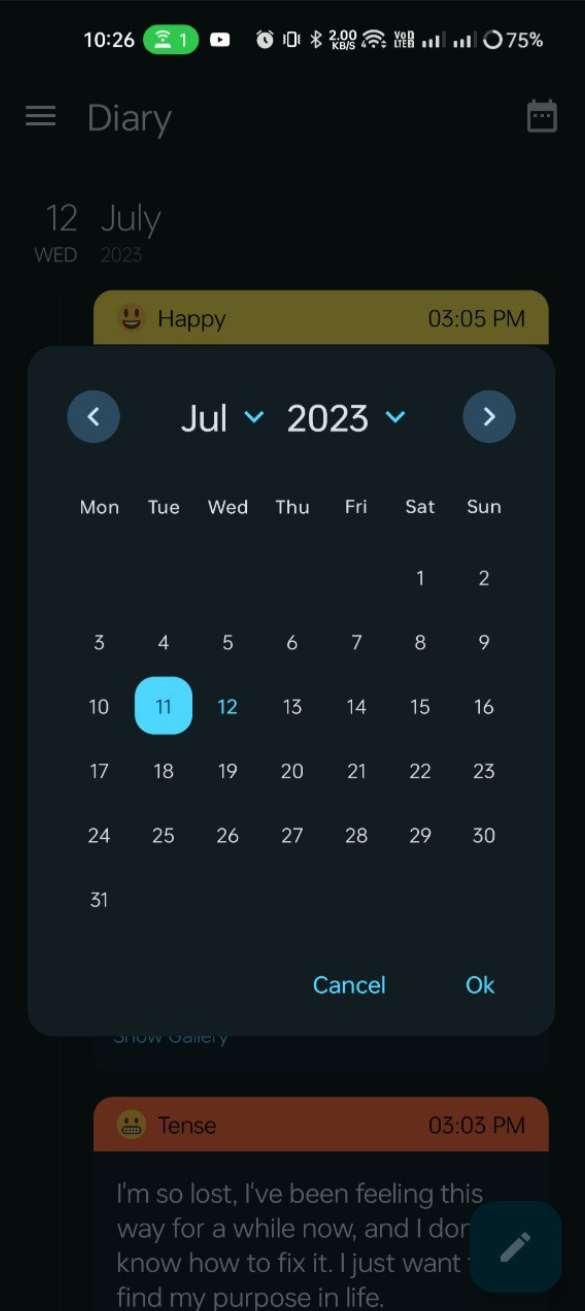 10:26 1 2.00 KB/S VoD LTED 75%
Diary
12 July
WED 2023
Happy 03:05 PM
Jul 2023
Mon Tue Wed Thu Fri Sat Sun
1 2
3 4 5 6 7 8 9
10 11 12 13 14 15 16
17 18 19 20 21 22 23
24 25 26 27 28 29 30
31
Cancel Ok
Show Gallery
Tense 03:03 PM
I'm so lost, I've been feeling this
way for a while now, and I don
know how to fix it. I just want
find my purpose in life.